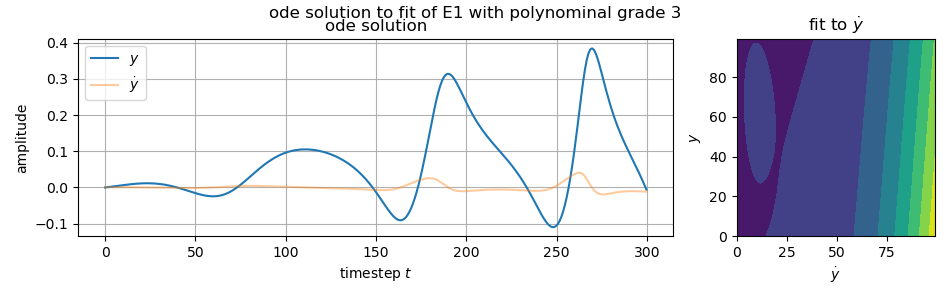 ode solution to fit of E1 with polynominal grade 3
ode solution
fit to ẏ
amplitude
0.4
0.3
0.2
0.1
0.0
−0.1
y
ẏ
0
50
100
150
200
250
300
timestep t
y
80
60
40
20
0
0
25
50
75
ẏ